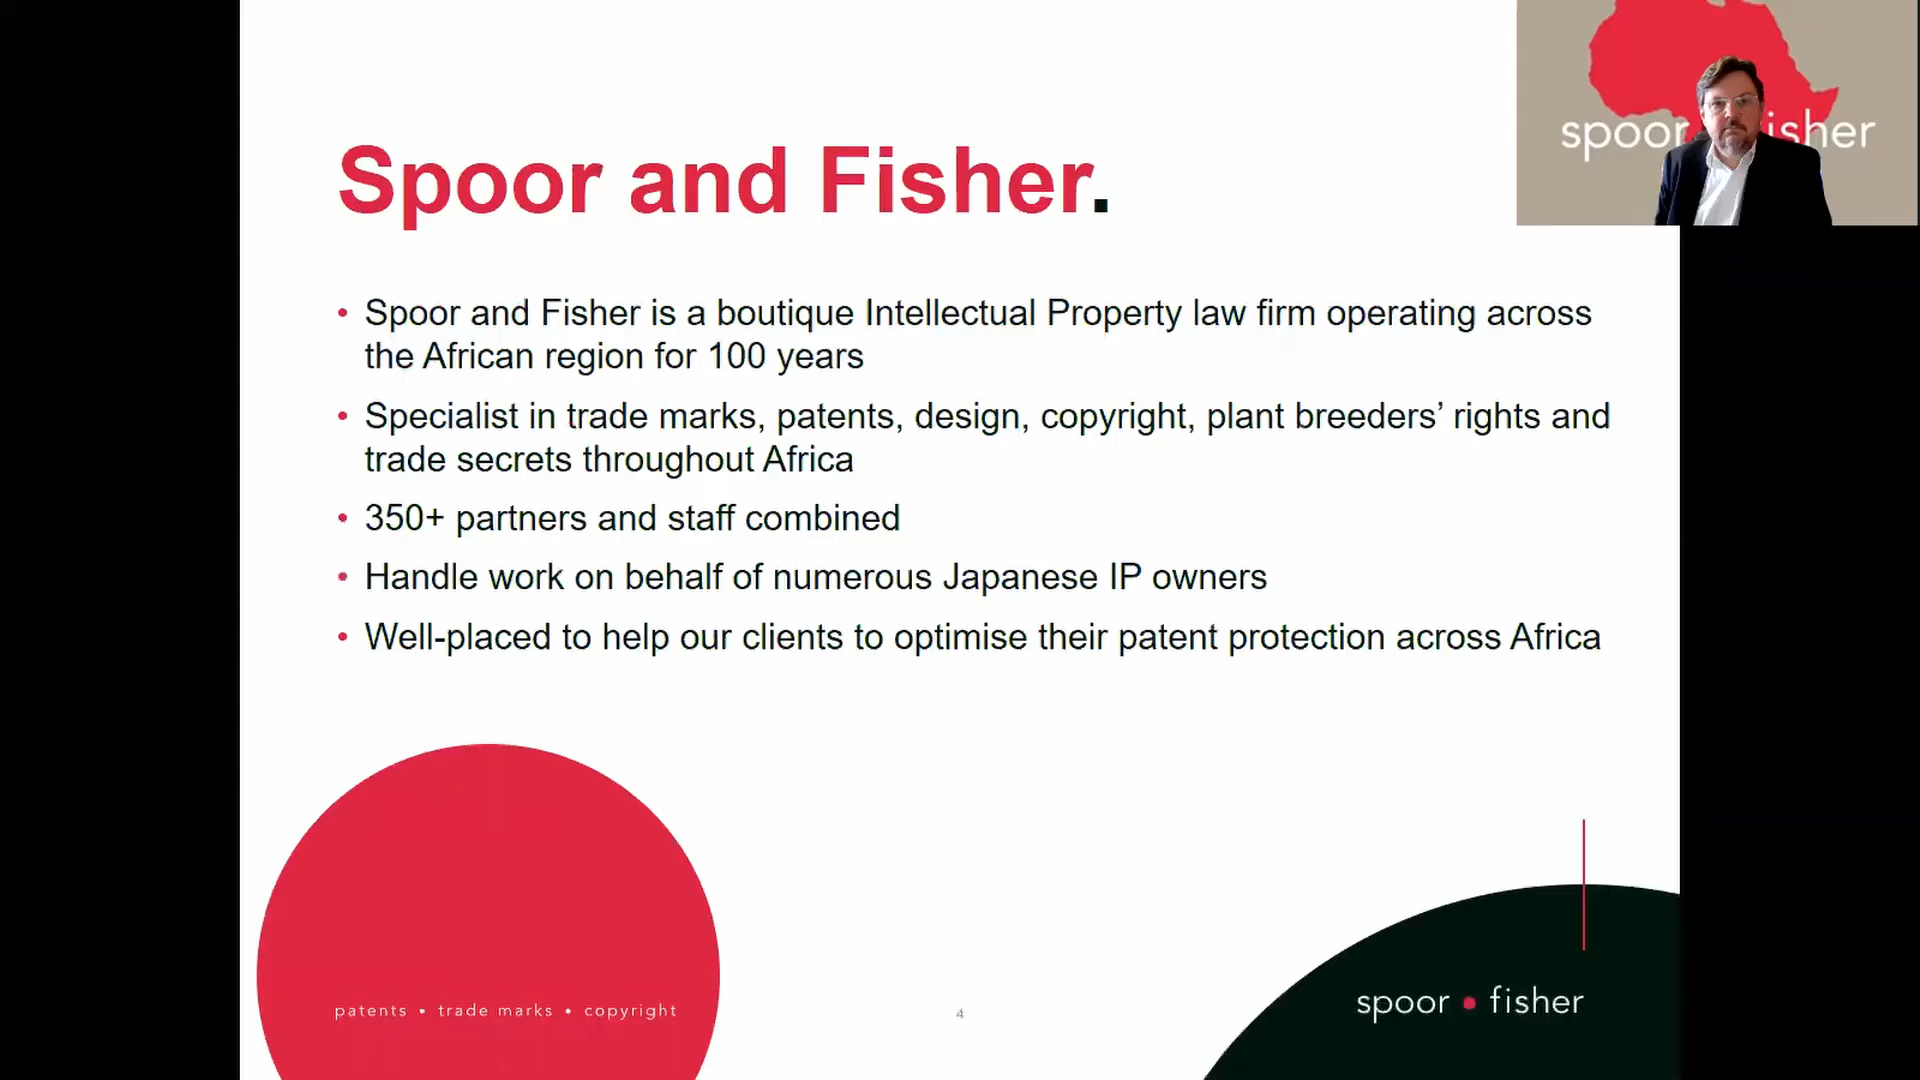 Spoor and Fisher.
• Spoor and Fisher is a boutique Intellectual Property law firm operating across
the African region for 100 years
• Specialist in trade marks, patents, design, copyright, plant breeders’ rights and
trade secrets throughout Africa
• 350+ partners and staff combined
• Handle work on behalf of numerous Japanese IP owners
• Well-placed to help our clients to optimise their patent protection across Africa
patents • trade marks • copyright
4
spoor • fisher
spoor isher